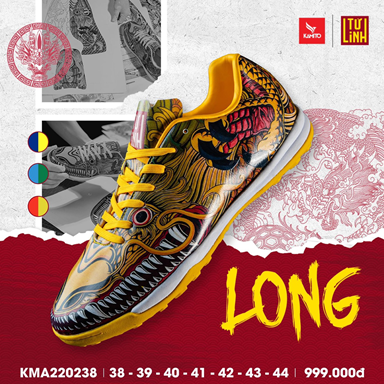 KAMITO
TỨ
LINH
LONG
KMA220238 | 38 - 39 - 40 - 41 - 42 - 43 - 44 | 999.000đ